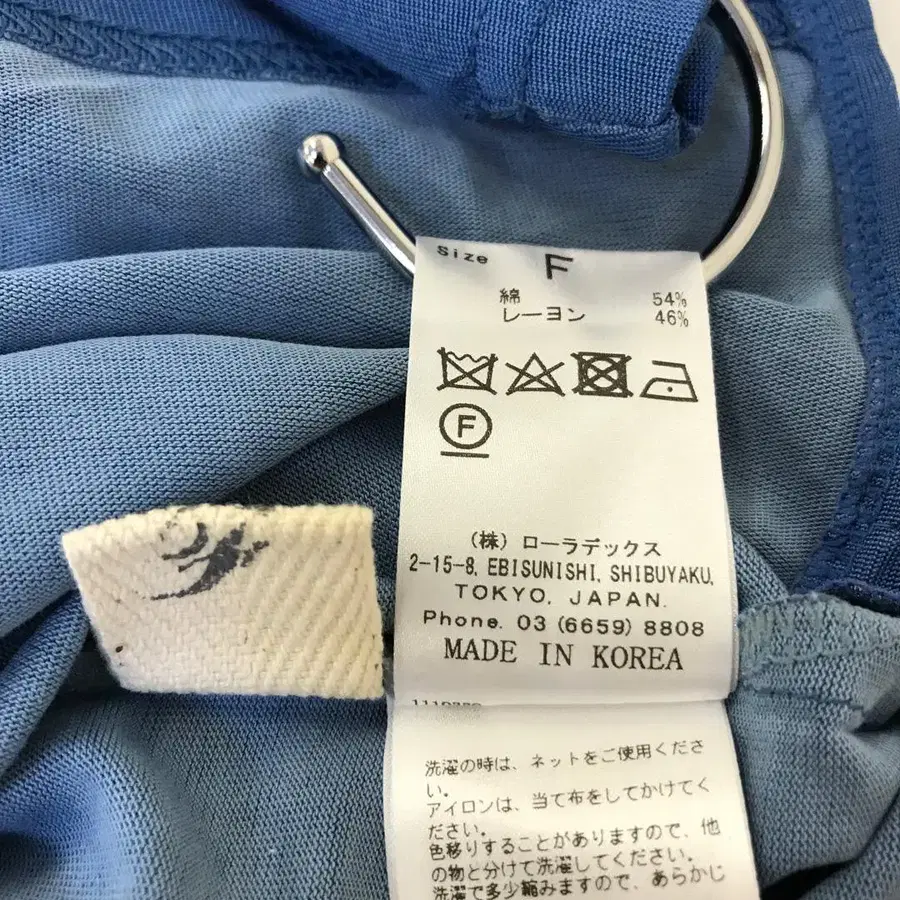 Size F
綿 54%
レーヨン 46%
F
(株) ローラデックス
2-15-8, EBISUNISHI, SHIBUYAKU,
TOKYO, JAPAN.
Phone. 03 (6659) 8808
MADE IN KOREA
洗濯の時は、ネットをご使用くださ
い。
アイロンは、当て布をしてかけてく
ださい。
色移りすることがありますので、他
の物と分けて洗濯してください。
洗濯で多少縮みますので、あらかじ